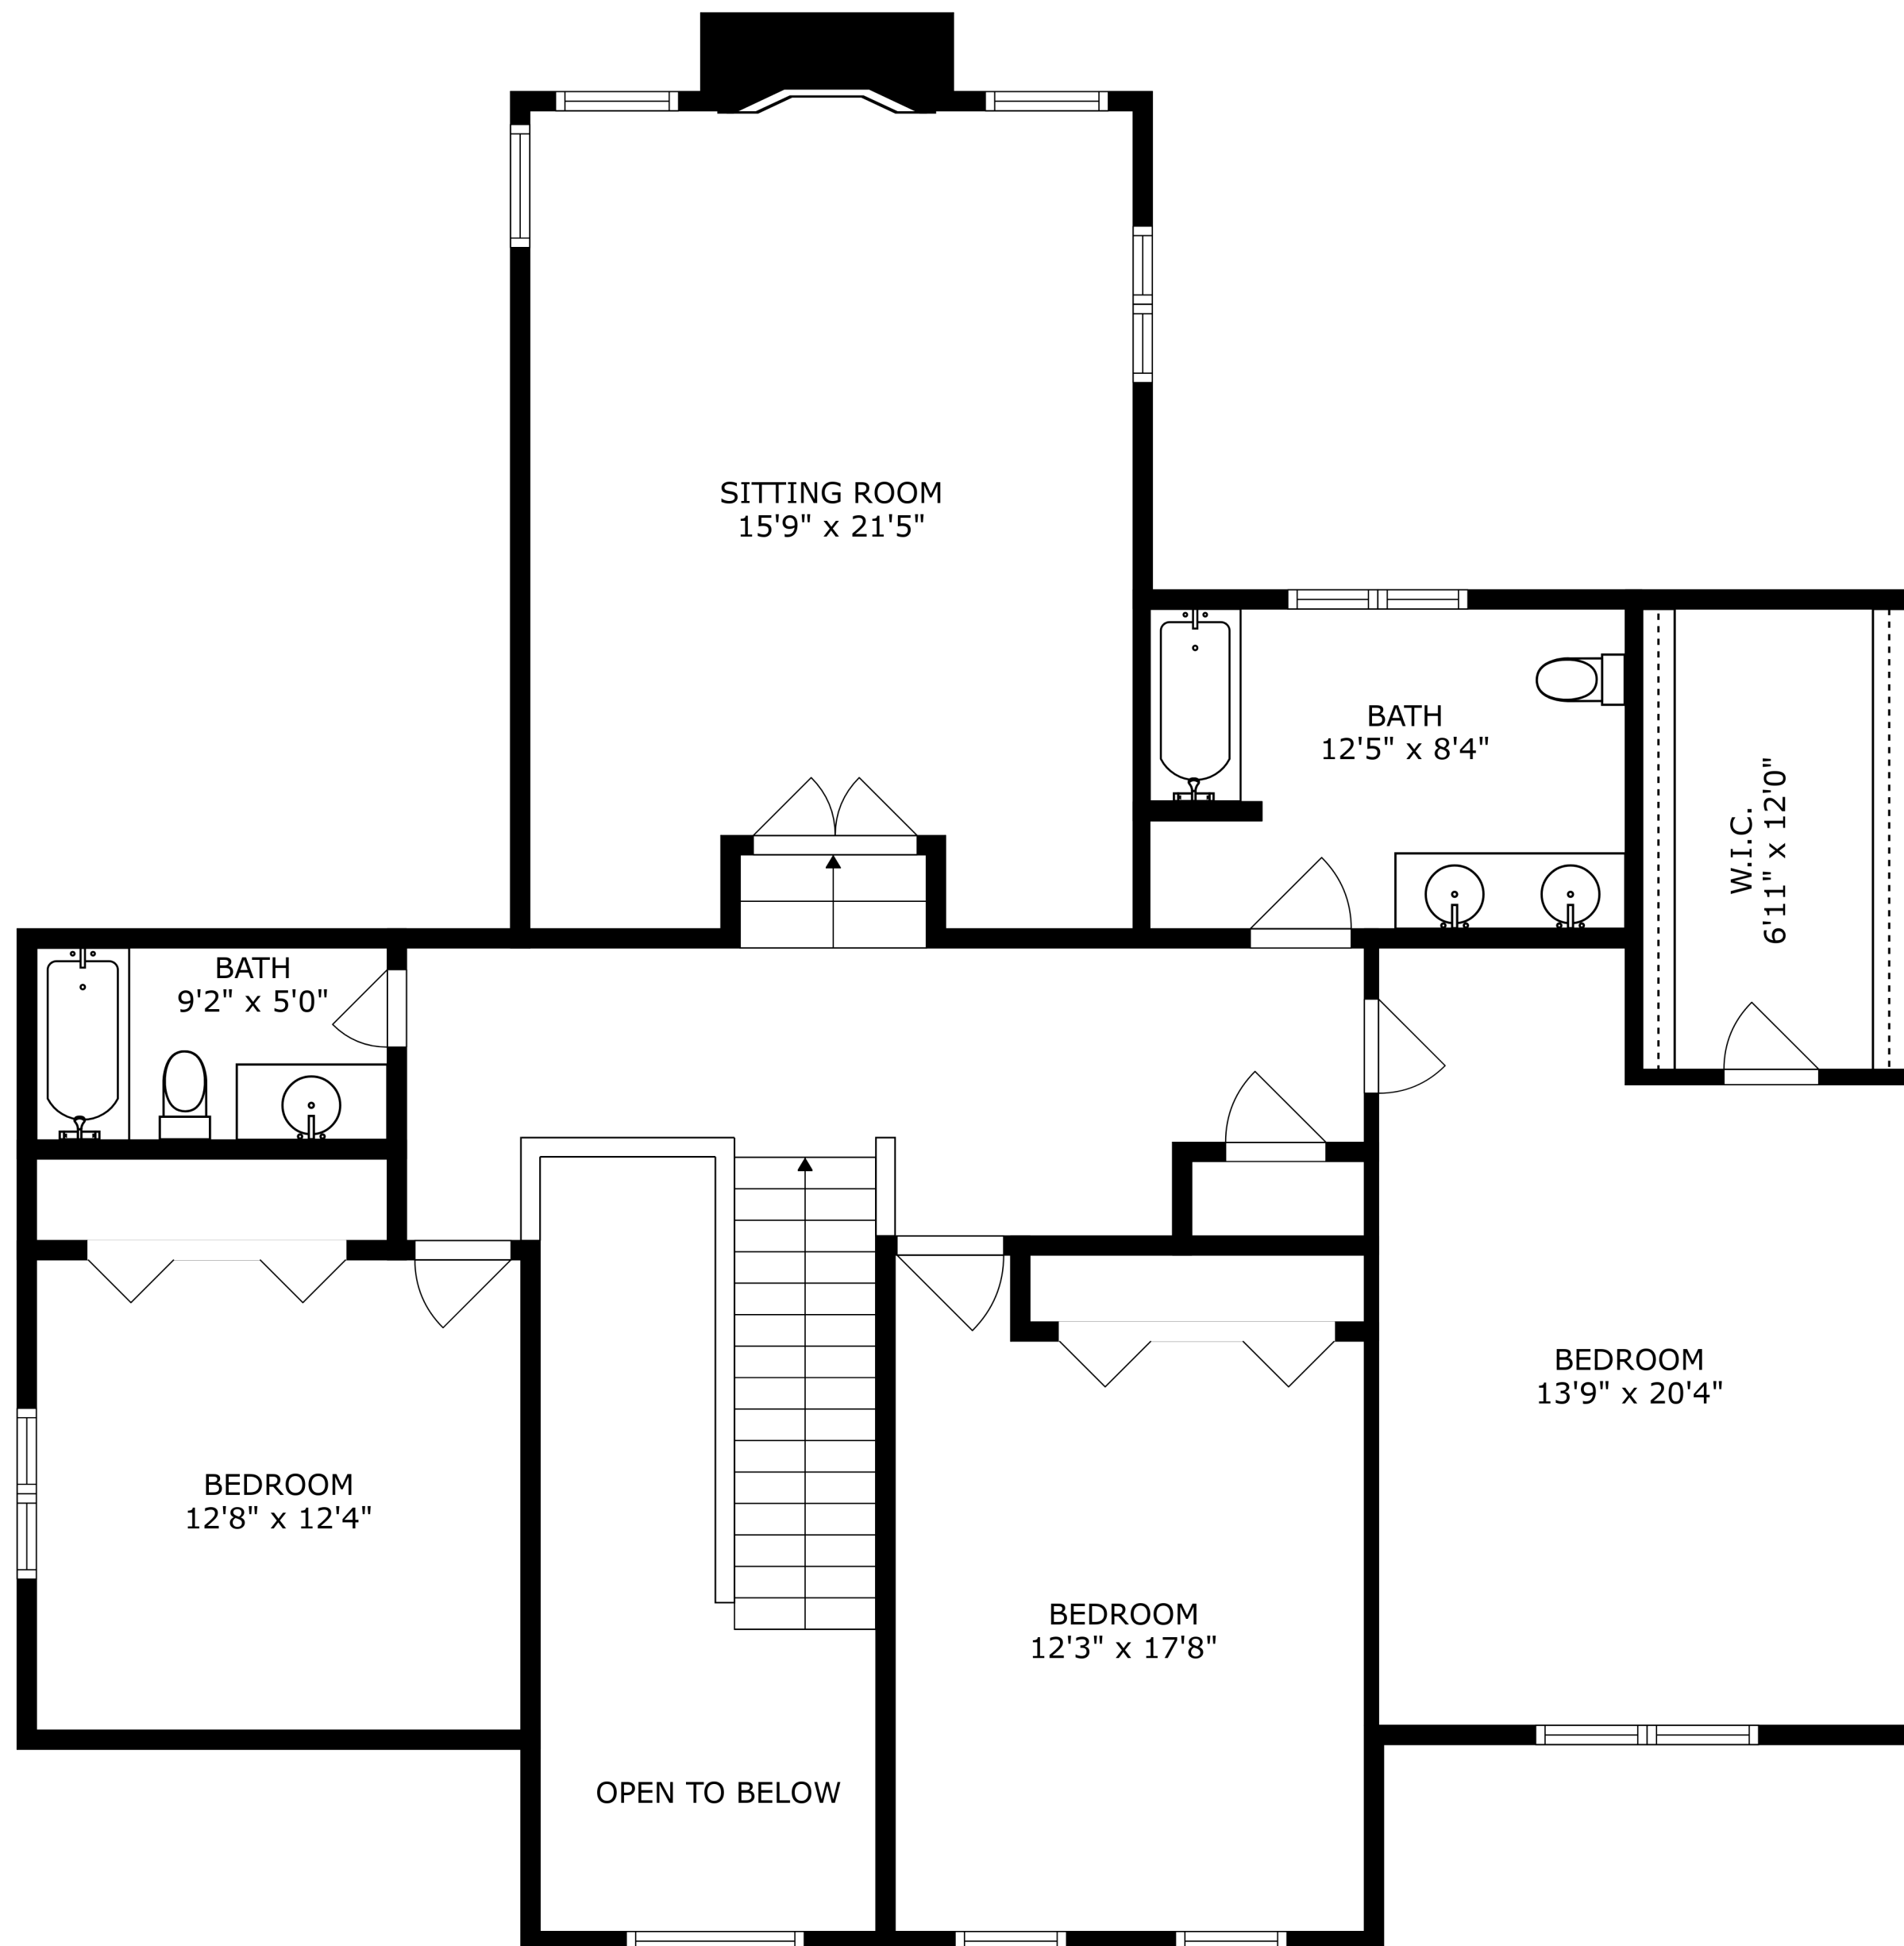 SITTING ROOM
15'9" x 21'5"
BATH
12'5" x 8'4"
W.I.C.
6'11" x 12'0"
BATH
9'2" x 5'0"
BEDROOM
13'9" x 20'4"
BEDROOM
12'8" x 12'4"
BEDROOM
12'3" x 17'8"
OPEN TO BELOW